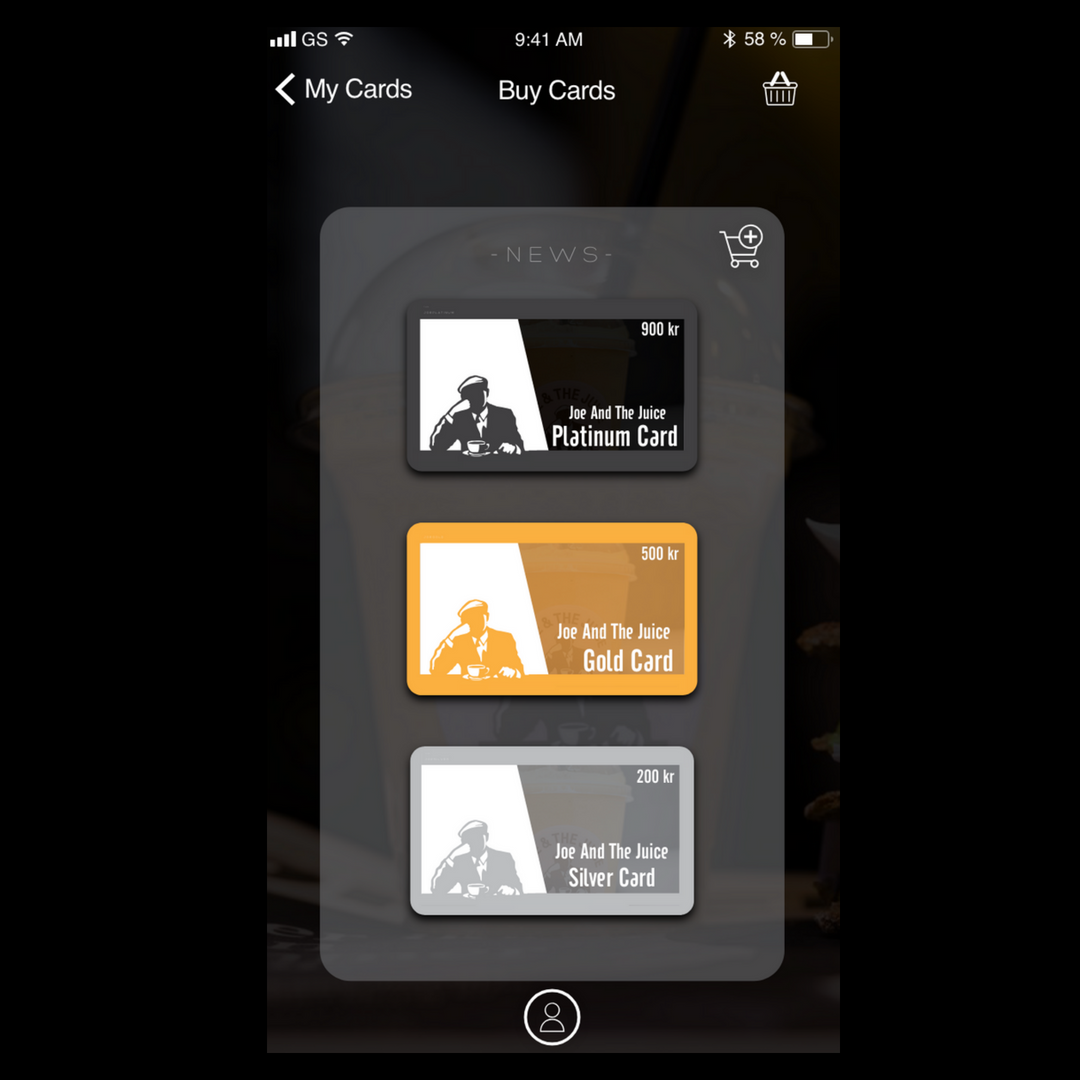 GS 9:41 AM 58 %
My Cards Buy Cards
-NEWS-
900 kr
Joe And The Juice
Platinum Card
500 kr
Joe And The Juice
Gold Card
200 kr
Joe And The Juice
Silver Card